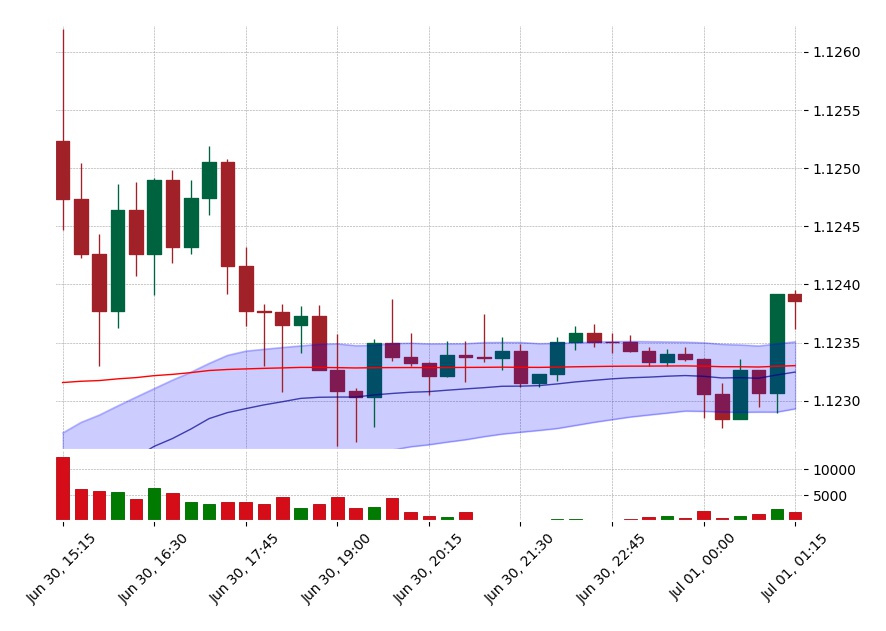 1.1260
1.1255
1.1250
1.1245
1.1240
1.1235
1.1230
10000
5000
Jun 30, 15:15
Jun 30, 16:30
Jun 30, 17:45
Jun 30, 19:00
Jun 30, 20:15
Jun 30, 21:30
Jun 30, 22:45
Jul 01, 00:00
Jul 01, 01:15